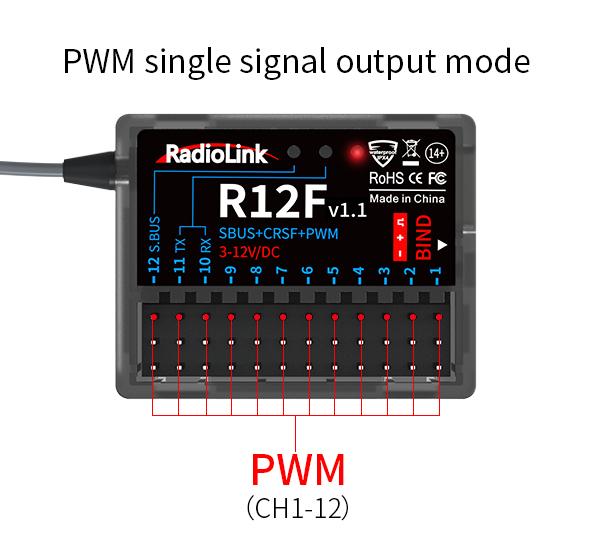 PWM single signal output mode
RadioLink
waterproof
IPX4
14+
R12F v1.1
RoHS CE FC
Made in China
SBUS+CRSF+PWM
3-12V/DC
BIND
- + 
12 S.BUS
11 TX
10 RX
9
8
7
6
5
4
3
2
1
PWM
(CH1-12)